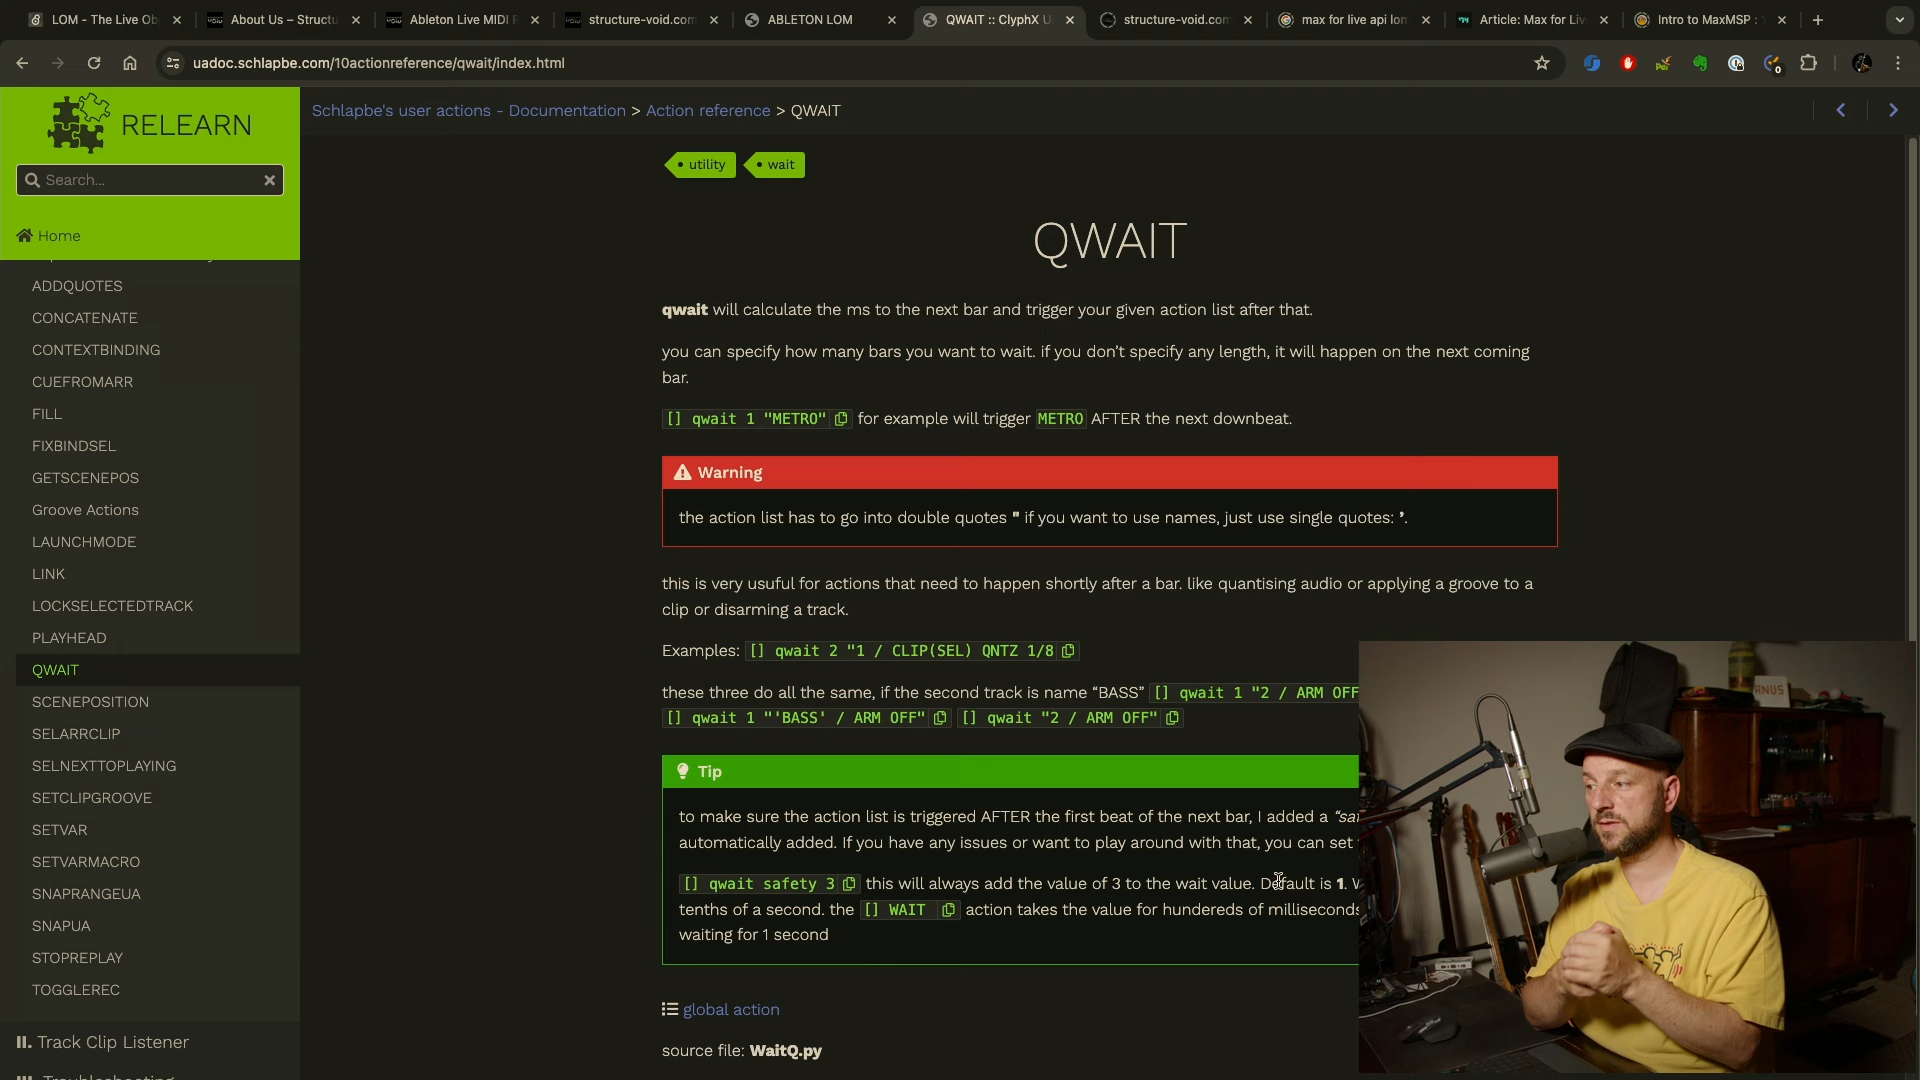 LOM - The Live Ob
About Us – Structu
Ableton Live MIDI R
structure-void.com
ABLETON LOM
QWAIT :: ClyphX U
structure-void.com
max for live api lom
Article: Max for Liv
Intro to MaxMSP :
uadoc.schlapbe.com/10actionreference/qwait/index.html
0
RELEARN
Search...
Home
ADDQUOTES
CONCATENATE
CONTEXTBINDING
CUEFROMARR
FILL
FIXBINDSEL
GETSCENEPOS
Groove Actions
LAUNCHMODE
LINK
LOCKSELECTEDTRACK
PLAYHEAD
QWAIT
SCENEPOSITION
SELARRCLIP
SELNEXTTOPLAYING
SETCLIPGROOVE
SETVAR
SETVARMACRO
SNAPRANGEUA
SNAPUA
STOPREPLAY
TOGGLEREC
II. Track Clip Listener
Schlapbe's user actions - Documentation > Action reference > QWAIT
utility wait
QWAIT
qwait will calculate the ms to the next bar and trigger your given action list after that.
you can specify how many bars you want to wait. if you don't specify any length, it will happen on the next coming
bar.
[] qwait 1 "METRO" for example will trigger METRO AFTER the next downbeat.
Warning
the action list has to go into double quotes " if you want to use names, just use single quotes: '.
this is very usuful for actions that need to happen shortly after a bar. like quantising audio or applying a groove to a
clip or disarming a track.
Examples: [] qwait 2 "1 / CLIP(SEL) QNTZ 1/8
these three do all the same, if the second track is name “BASS” [] qwait 1 "2 / ARM OFF
[] qwait 1 "'BASS' / ARM OFF" [] qwait "2 / ARM OFF"
Tip
to make sure the action list is triggered AFTER the first beat of the next bar, I added a “sa
automatically added. If you have any issues or want to play around with that, you can set
[] qwait safety 3 this will always add the value of 3 to the wait value. Default is 1. W
tenths of a second. the [] WAIT action takes the value for hundereds of milliseconds
waiting for 1 second
global action
source file: WaitQ.py
ANUS